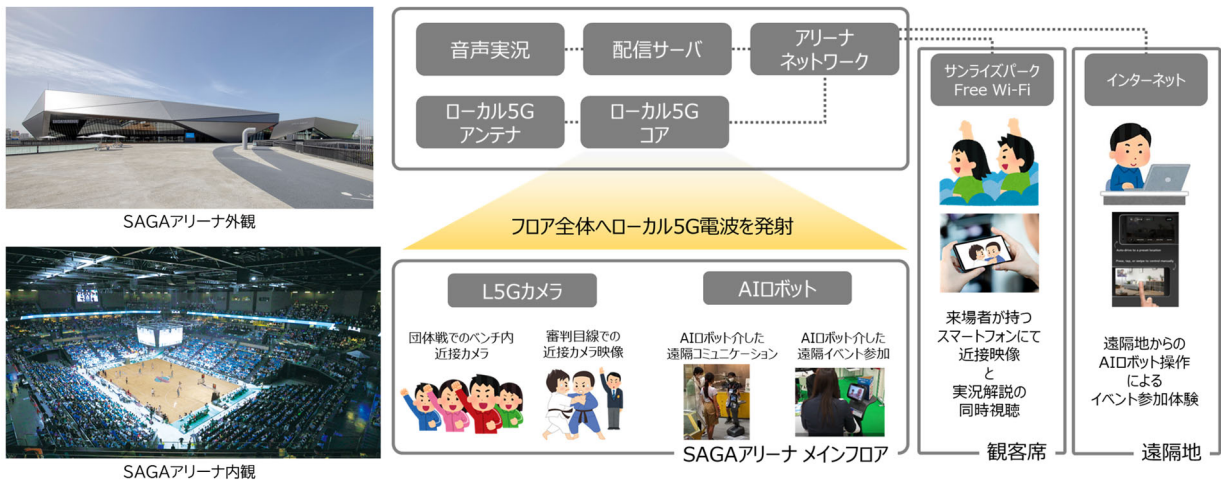 SAGAアリーナ外観
SAGAアリーナ内観
音声実況
配信サーバ
アリーナ
ネットワーク
ローカル5G
アンテナ
ローカル5G
コア
フロア全体へローカル5G電波を発射
L5Gカメラ
AIロボット
団体戦でのベンチ内
近接カメラ
審判目線での
近接カメラ映像
AIロボット介した
遠隔コミュニケーション
AIロボット介した
遠隔イベント参加
SAGAアリーナ メインフロア
サンライズパーク
Free Wi-Fi
来場者が持つ
スマートフォンにて
近接映像
と
実況解説の
同時視聴
観客席
インターネット
遠隔地からの
AIロボット操作
による
イベント参加体験
遠隔地